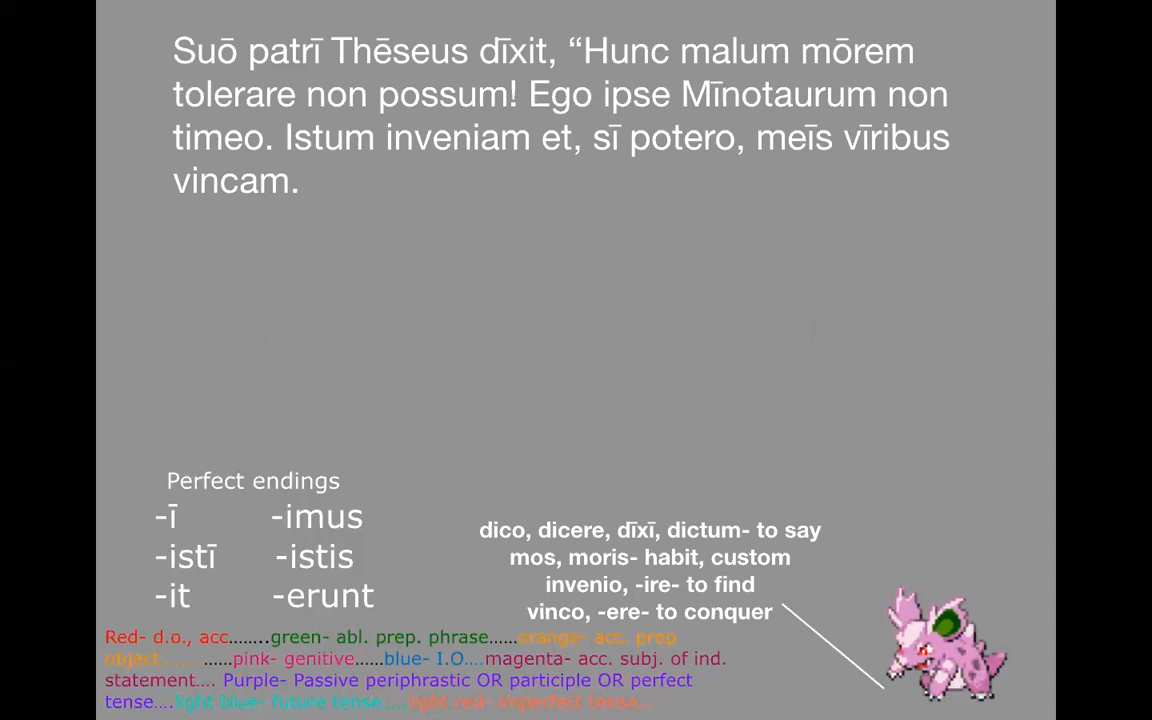 Suō patrī Thēseus dīxit, “Hunc malum mōrem
tolerare non possum! Ego ipse Mīnotaurum non
timeo. Istum inveniam et, sī potero, meīs vīribus
vincam.
Perfect endings
-ī -imus
-istī -istis
-it -erunt
dico, dicere, dīxī, dictum- to say
mos, moris- habit, custom
invenio, -ire- to find
vinco, -ere- to conquer
Red- d.o., acc........green- abl. prep. phrase......orange- acc. prep
object..............pink- genitive......blue- I.O....magenta- acc. subj. of ind.
statement.... Purple- Passive periphrastic OR participle OR perfect
tense....light blue- future tense.....light red- imperfect tense...